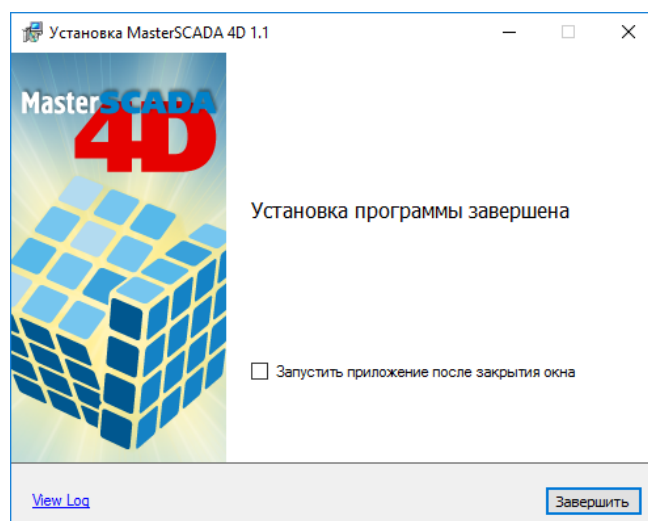 Установка MasterSCADA 4D 1.1
MasterSCADA
4D
Установка программы завершена
Запустить приложение после закрытия окна
View Log
Завершить